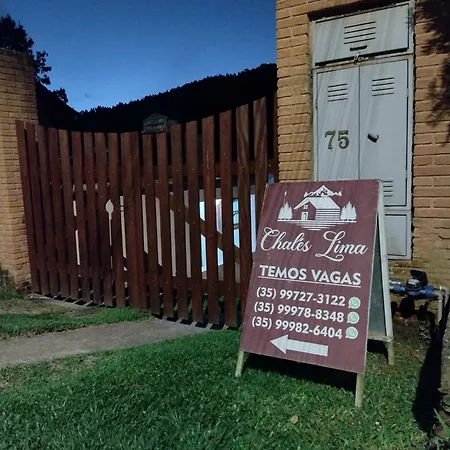 75
Chalés Lima
TEMOS VAGAS
(35) 99727-3122
(35) 99978-8348
(35) 99982-6404